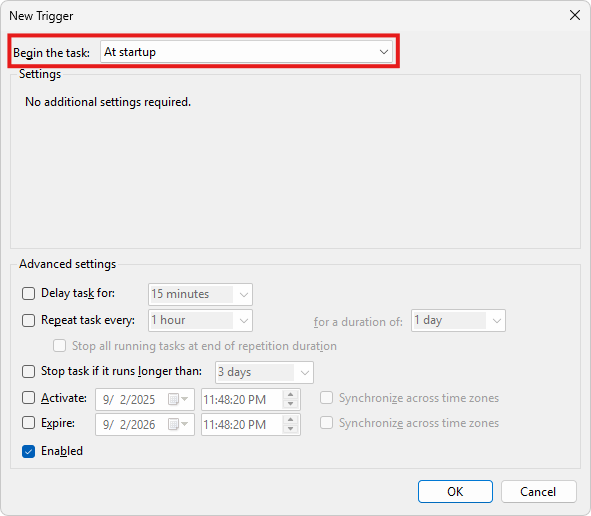 New Trigger
Begin the task: At startup
Settings
No additional settings required.
Advanced settings
Delay task for: 15 minutes
Repeat task every: 1 hour for a duration of: 1 day
Stop all running tasks at end of repetition duration
Stop task if it runs longer than: 3 days
Activate: 9/ 2/2025 11:48:20 PM Synchronize across time zones
Expire: 9/ 2/2026 11:48:20 PM Synchronize across time zones
Enabled
OK Cancel